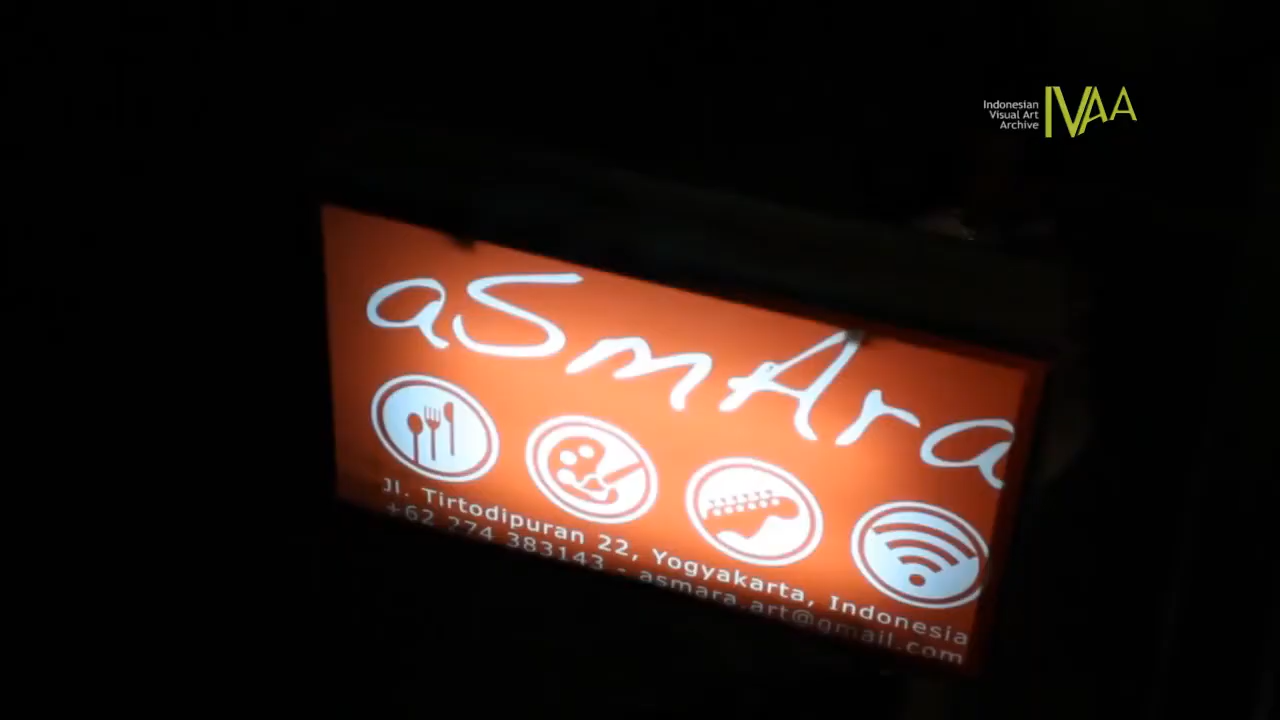 Indonesian
Visual Art
Archive
IVAA
aSmAra
Jl. Tirtodipuran 22, Yogyakarta, Indonesia
+62 274 383143 - asmara.art@gmail.com